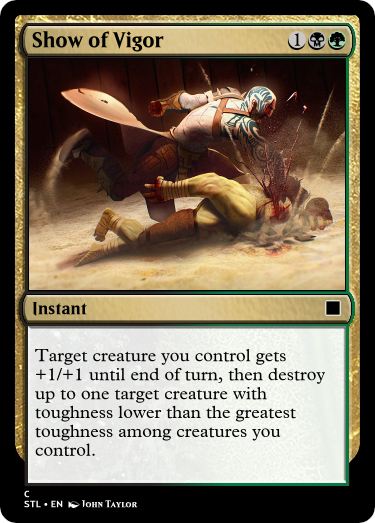 Show of Vigor 1
Instant
Target creature you control gets
+1/+1 until end of turn, then destroy
up to one target creature with
toughness lower than the greatest
toughness among creatures you
control.
C
STL • EN John Taylor